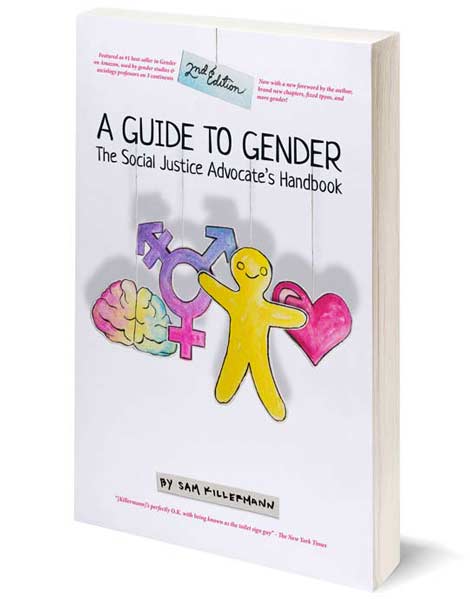 Featured as #1 best-seller in Gender
on Amazon, used by gender studies &
sociology professors on 3 continents
2nd Edition
Now with a new foreword by the author,
brand new chapters, fixed typos, and
more gender!
A GUIDE TO GENDER
The Social Justice Advocate's Handbook
BY SAM KILLERMANN
"[Killermann]'s perfectly O.K. with being known as the toilet sign guy" - The New York Times